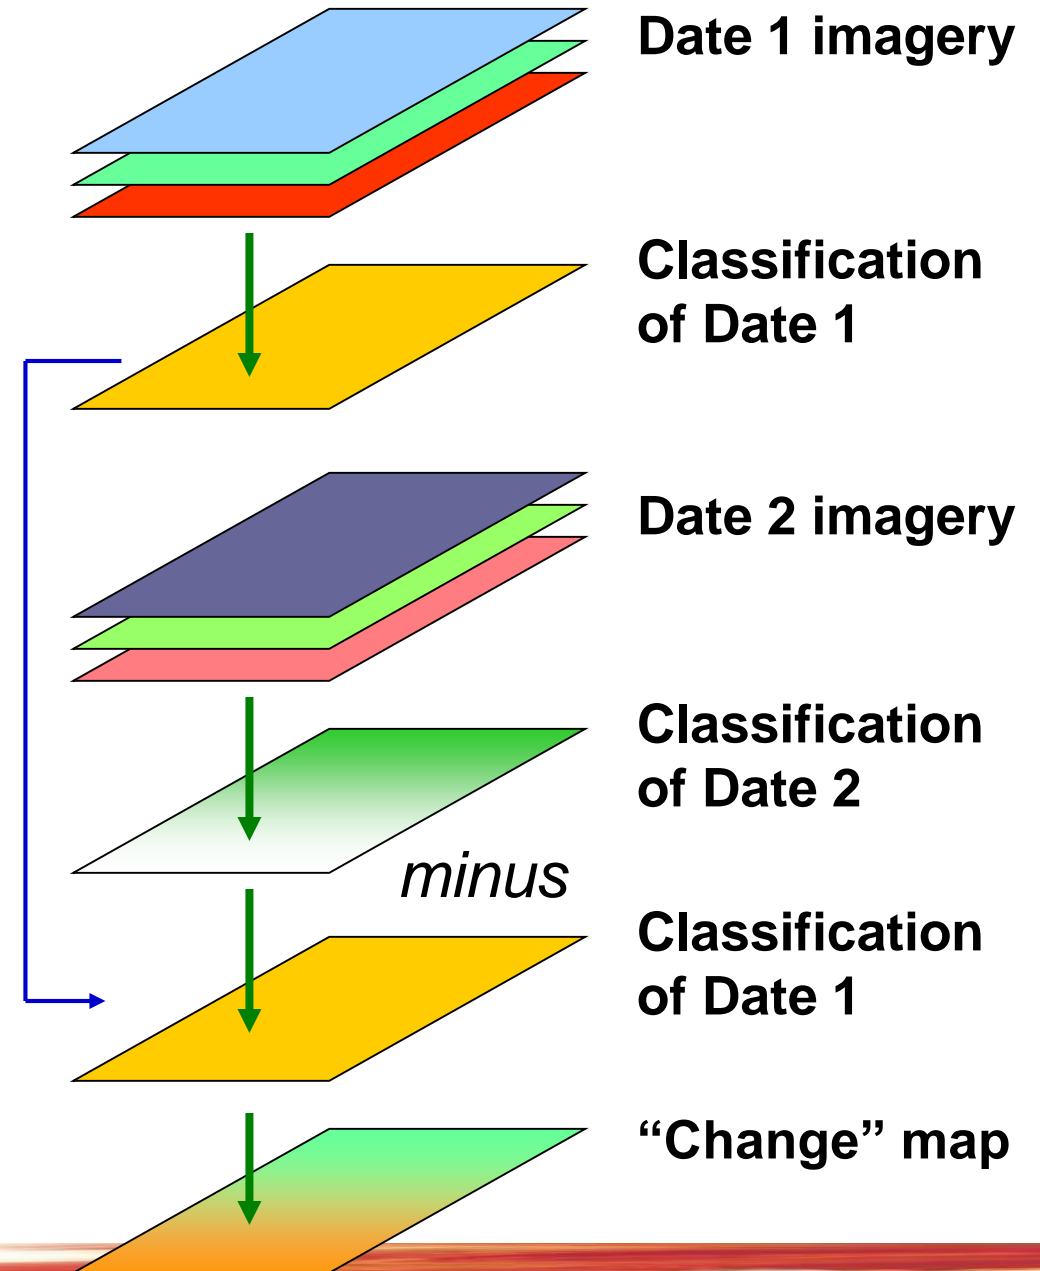 Date 1 imagery
Classification
of Date 1
Date 2 imagery
Classification
of Date 2
minus
Classification
of Date 1
“Change” map